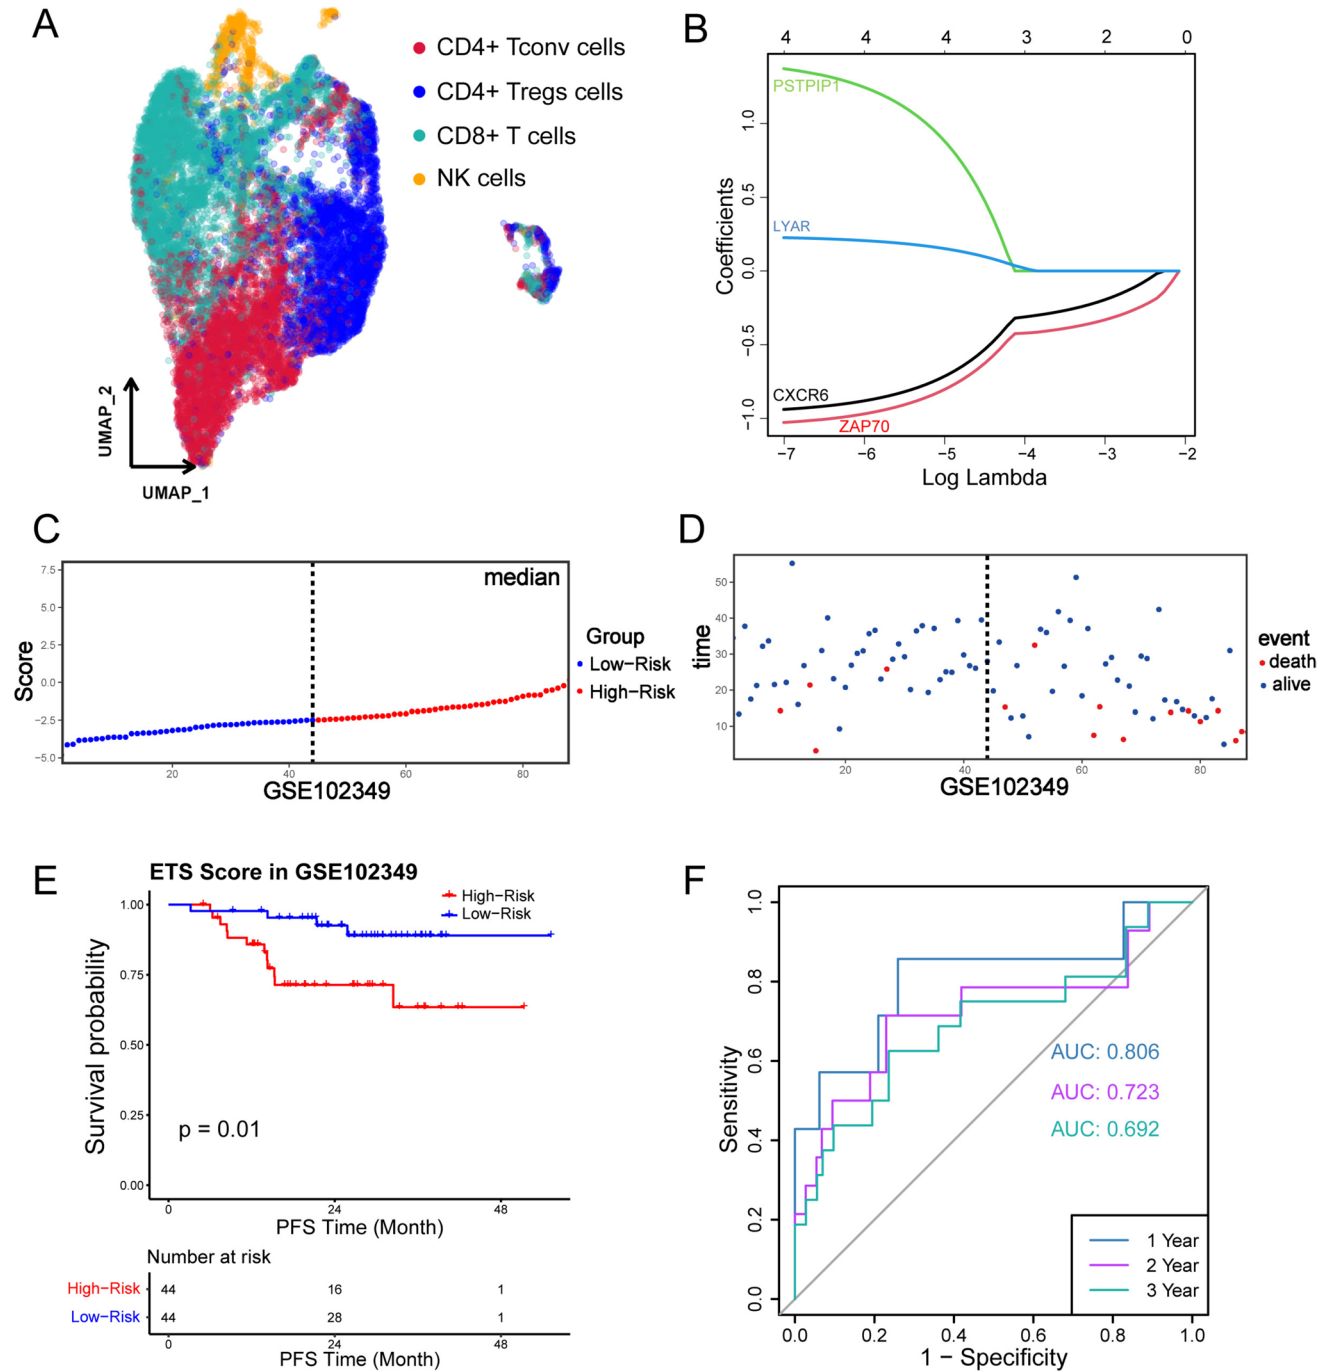 A
CD4+ Tconv cells
CD4+ Tregs cells
CD8+ T cells
NK cells
UMAP_2
UMAP_1
B
4 4 4 3 2 0
PSTPIP1
LYAR
CXCR6
ZAP70
Coefficients
1.0
0.5
0.0
−0.5
−1.0
−7 −6 −5 −4 −3 −2
Log Lambda
C
median
Score
7.5
5.0
2.5
0.0
−2.5
−5.0
20 40 60 80
GSE102349
Group
Low−Risk
High−Risk
D
time
50
40
30
20
10
20 40 60 80
GSE102349
event
death
alive
E
ETS Score in GSE102349
High−Risk
Low−Risk
Survival probability
1.00
0.75
0.50
0.25
0.00
p = 0.01
0 24 48
PFS Time (Month)
Number at risk
High−Risk 44 16 1
Low−Risk 44 28 1
0 24 48
PFS Time (Month)
F
Sensitivity
1.0
0.8
0.6
0.4
0.2
0.0
AUC: 0.806
AUC: 0.723
AUC: 0.692
1 Year
2 Year
3 Year
0.0 0.2 0.4 0.6 0.8 1.0
1 − Specificity